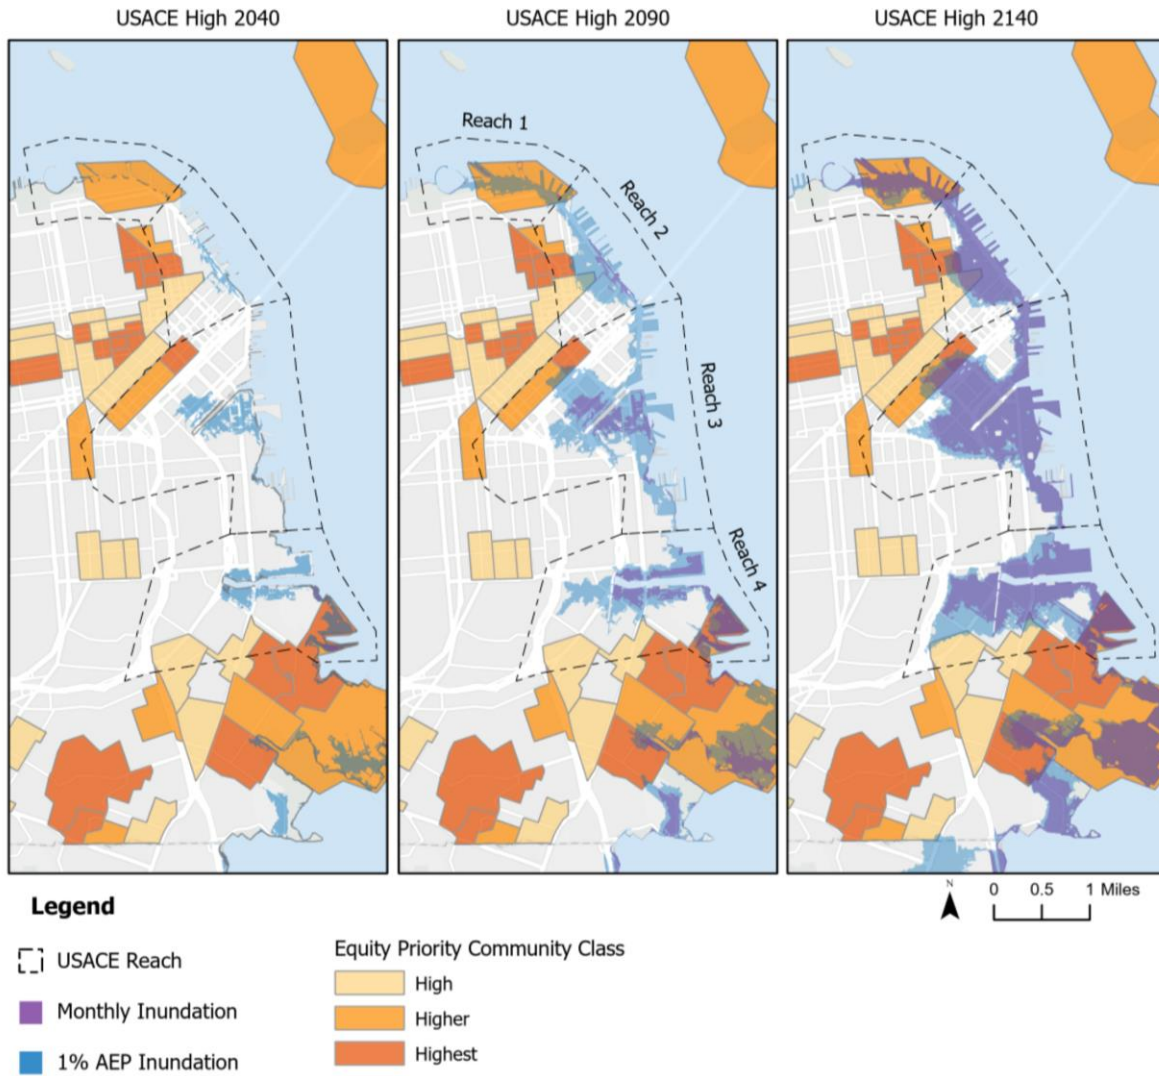 USACE High 2040
USACE High 2090
USACE High 2140
Reach 1
Reach 2
Reach 3
Reach 4
N
0 0.5 1 Miles
Legend
USACE Reach
Monthly Inundation
1% AEP Inundation
Equity Priority Community Class
High
Higher
Highest